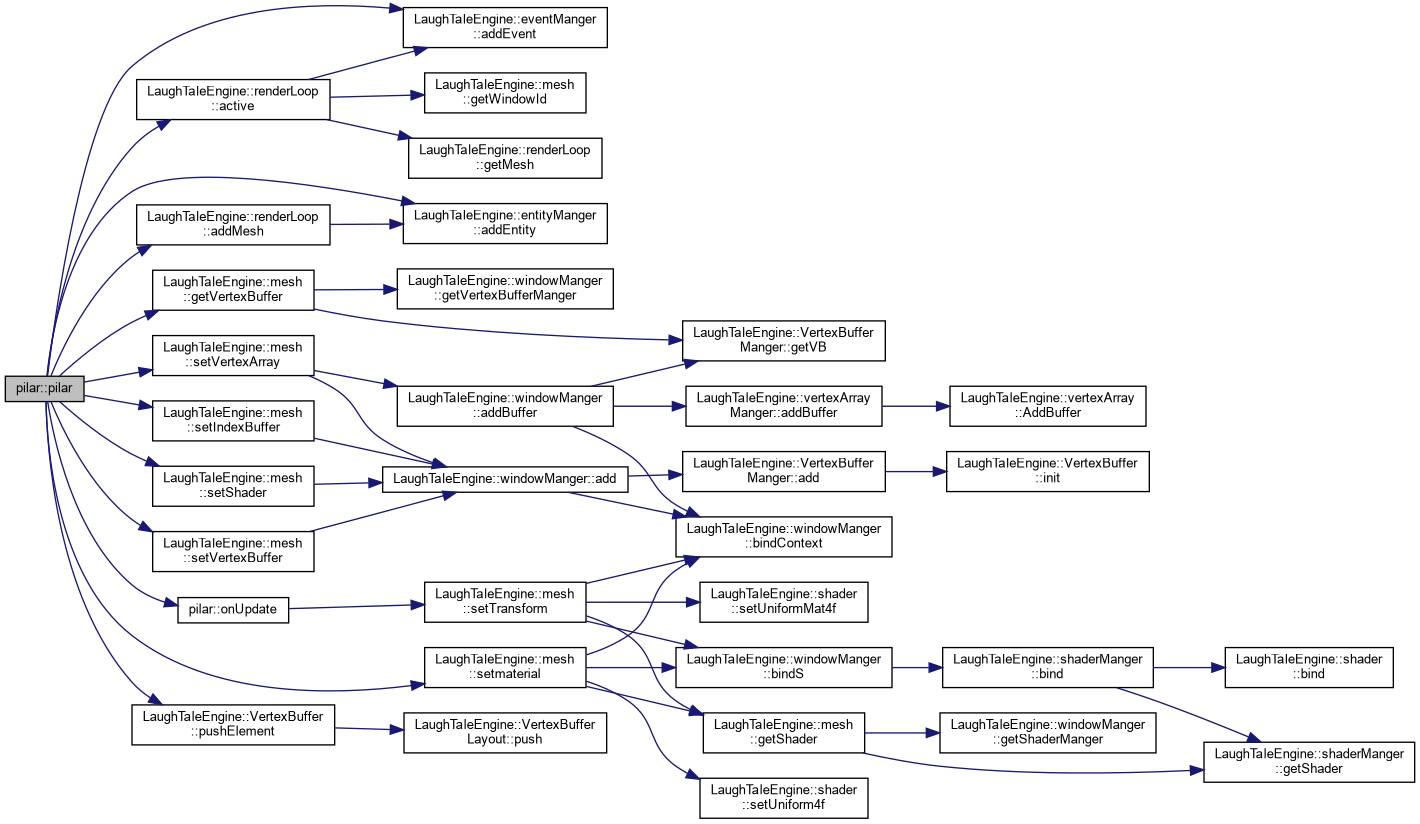 LaughTaleEngine::eventManger
::addEvent
LaughTaleEngine::renderLoop
::active
LaughTaleEngine::mesh
::getWindowId
LaughTaleEngine::renderLoop
::getMesh
LaughTaleEngine::renderLoop
::addMesh
LaughTaleEngine::entityManger
::addEntity
LaughTaleEngine::mesh
::getVertexBuffer
LaughTaleEngine::windowManger
::getVertexBufferManger
LaughTaleEngine::VertexBuffer
Manger::getVB
LaughTaleEngine::mesh
::setVertexArray
pilar::pilar
LaughTaleEngine::windowManger
::addBuffer
LaughTaleEngine::vertexArray
Manger::addBuffer
LaughTaleEngine::vertexArray
::AddBuffer
LaughTaleEngine::mesh
::setIndexBuffer
LaughTaleEngine::mesh
::setShader
LaughTaleEngine::windowManger::add
LaughTaleEngine::VertexBuffer
Manger::add
LaughTaleEngine::VertexBuffer
::init
LaughTaleEngine::mesh
::setVertexBuffer
LaughTaleEngine::windowManger
::bindContext
pilar::onUpdate
LaughTaleEngine::mesh
::setTransform
LaughTaleEngine::shader
::setUniformMat4f
LaughTaleEngine::mesh
::setmaterial
LaughTaleEngine::windowManger
::bindS
LaughTaleEngine::shaderManger
::bind
LaughTaleEngine::shader
::bind
LaughTaleEngine::VertexBuffer
::pushElement
LaughTaleEngine::VertexBuffer
Layout::push
LaughTaleEngine::mesh
::getShader
LaughTaleEngine::windowManger
::getShaderManger
LaughTaleEngine::shaderManger
::getShader
LaughTaleEngine::shader
::setUniform4f